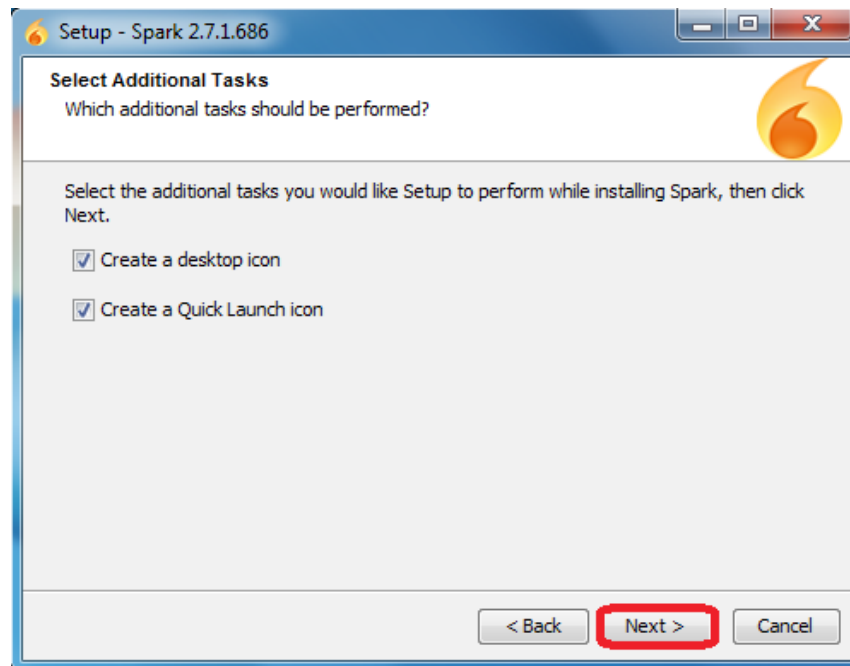 Setup - Spark 2.7.1.686
Select Additional Tasks
Which additional tasks should be performed?
Select the additional tasks you would like Setup to perform while installing Spark, then click
Next.
Create a desktop icon
Create a Quick Launch icon
< Back Next > Cancel